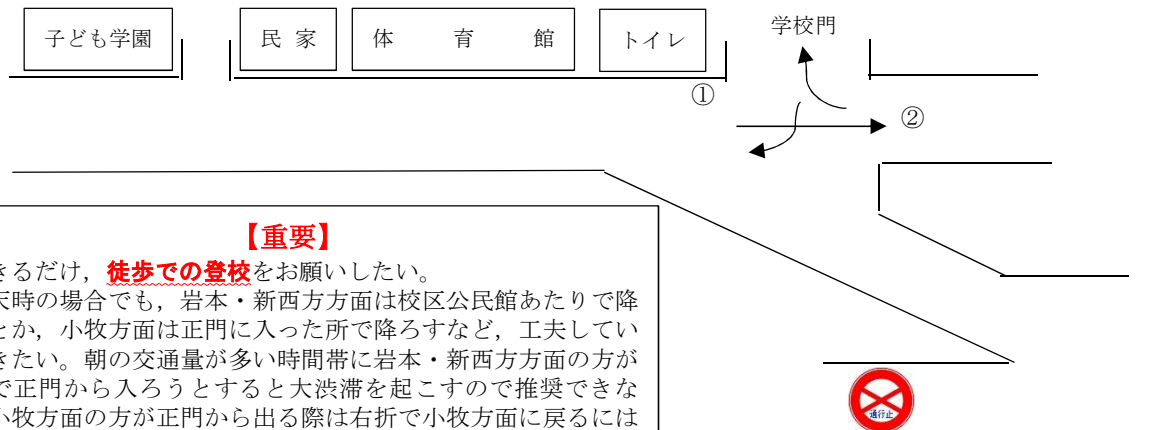 子ども学園
民 家
体 育 館
トイレ
学校門
①
②
【重要】
きるだけ，徒歩での登校をお願いしたい。
天時の場合でも，岩本・新西方方面は校区公民館あたりで降
とか，小牧方面は正門に入った所で降ろすなど，工夫してい
きたい。朝の交通量が多い時間帯に岩本・新西方方面の方が
で正門から入ろうとすると大渋滞を起こすので推奨できな
小牧方面の方が正門から出る際は右折で小牧方面に戻るには
通行止